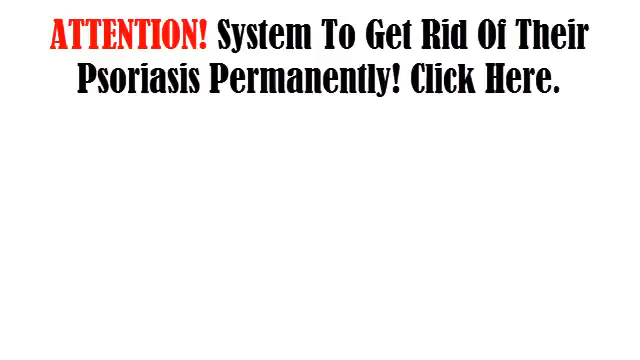 ATTENTION! System To Get Rid Of Their
Psoriasis Permanently! Click Here.